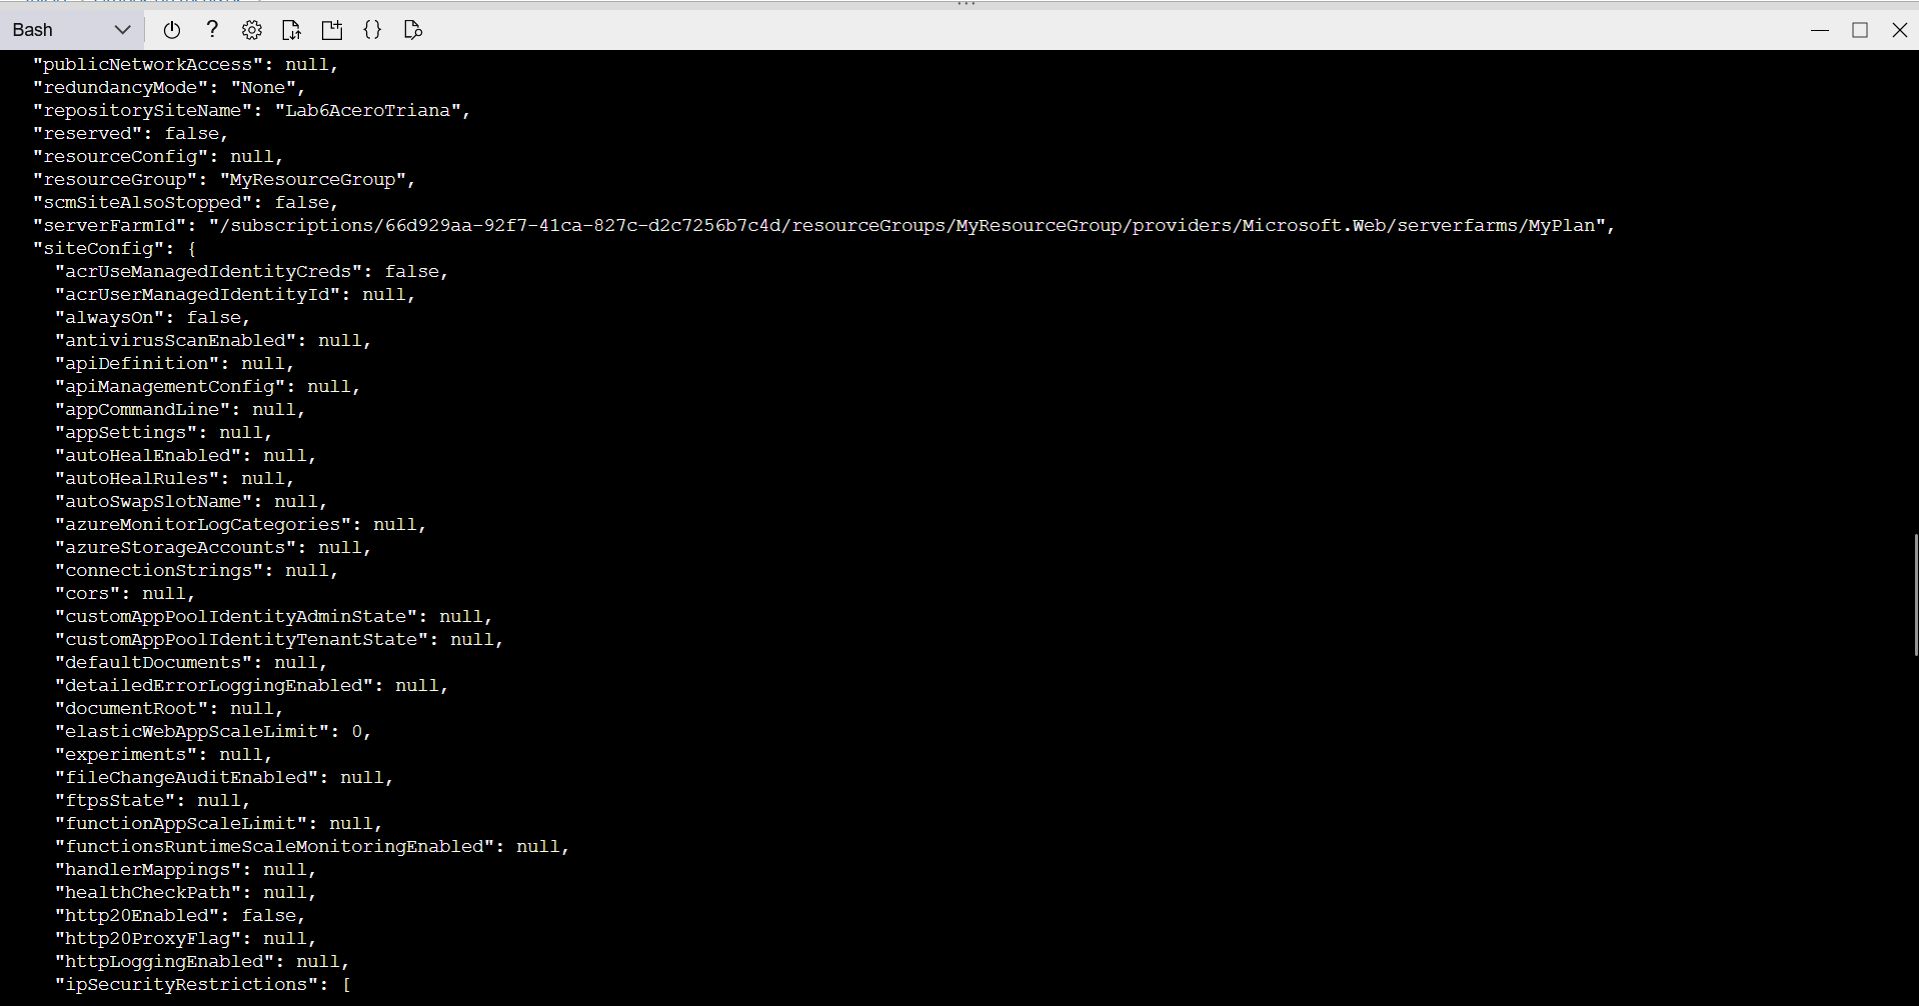 Bash
"publicNetworkAccess": null,
"redundancyMode": "None",
"repositorySiteName": "Lab6AceroTriana",
"reserved": false,
"resourceConfig": null,
"resourceGroup": "MyResourceGroup",
"scmSiteAlsoStopped": false,
"serverFarmId": "/subscriptions/66d929aa-92f7-41ca-827c-d2c7256b7c4d/resourceGroups/MyResourceGroup/providers/Microsoft.Web/serverfarms/MyPlan",
"siteConfig": {
"acrUseManagedIdentityCreds": false,
"acrUserManagedIdentityId": null,
"alwaysOn": false,
"antivirusScanEnabled": null,
"apiDefinition": null,
"apiManagementConfig": null,
"appCommandLine": null,
"appSettings": null,
"autoHealEnabled": null,
"autoHealRules": null,
"autoSwapSlotName": null,
"azureMonitorLogCategories": null,
"azureStorageAccounts": null,
"connectionStrings": null,
"cors": null,
"customAppPoolIdentityAdminState": null,
"customAppPoolIdentityTenantState": null,
"defaultDocuments": null,
"detailedErrorLoggingEnabled": null,
"documentRoot": null,
"elasticWebAppScaleLimit": 0,
"experiments": null,
"fileChangeAuditEnabled": null,
"ftpsState": null,
"functionAppScaleLimit": null,
"functionsRuntimeScaleMonitoringEnabled": null,
"handlerMappings": null,
"healthCheckPath": null,
"http20Enabled": false,
"http20ProxyFlag": null,
"httpLoggingEnabled": null,
"ipSecurityRestrictions": [